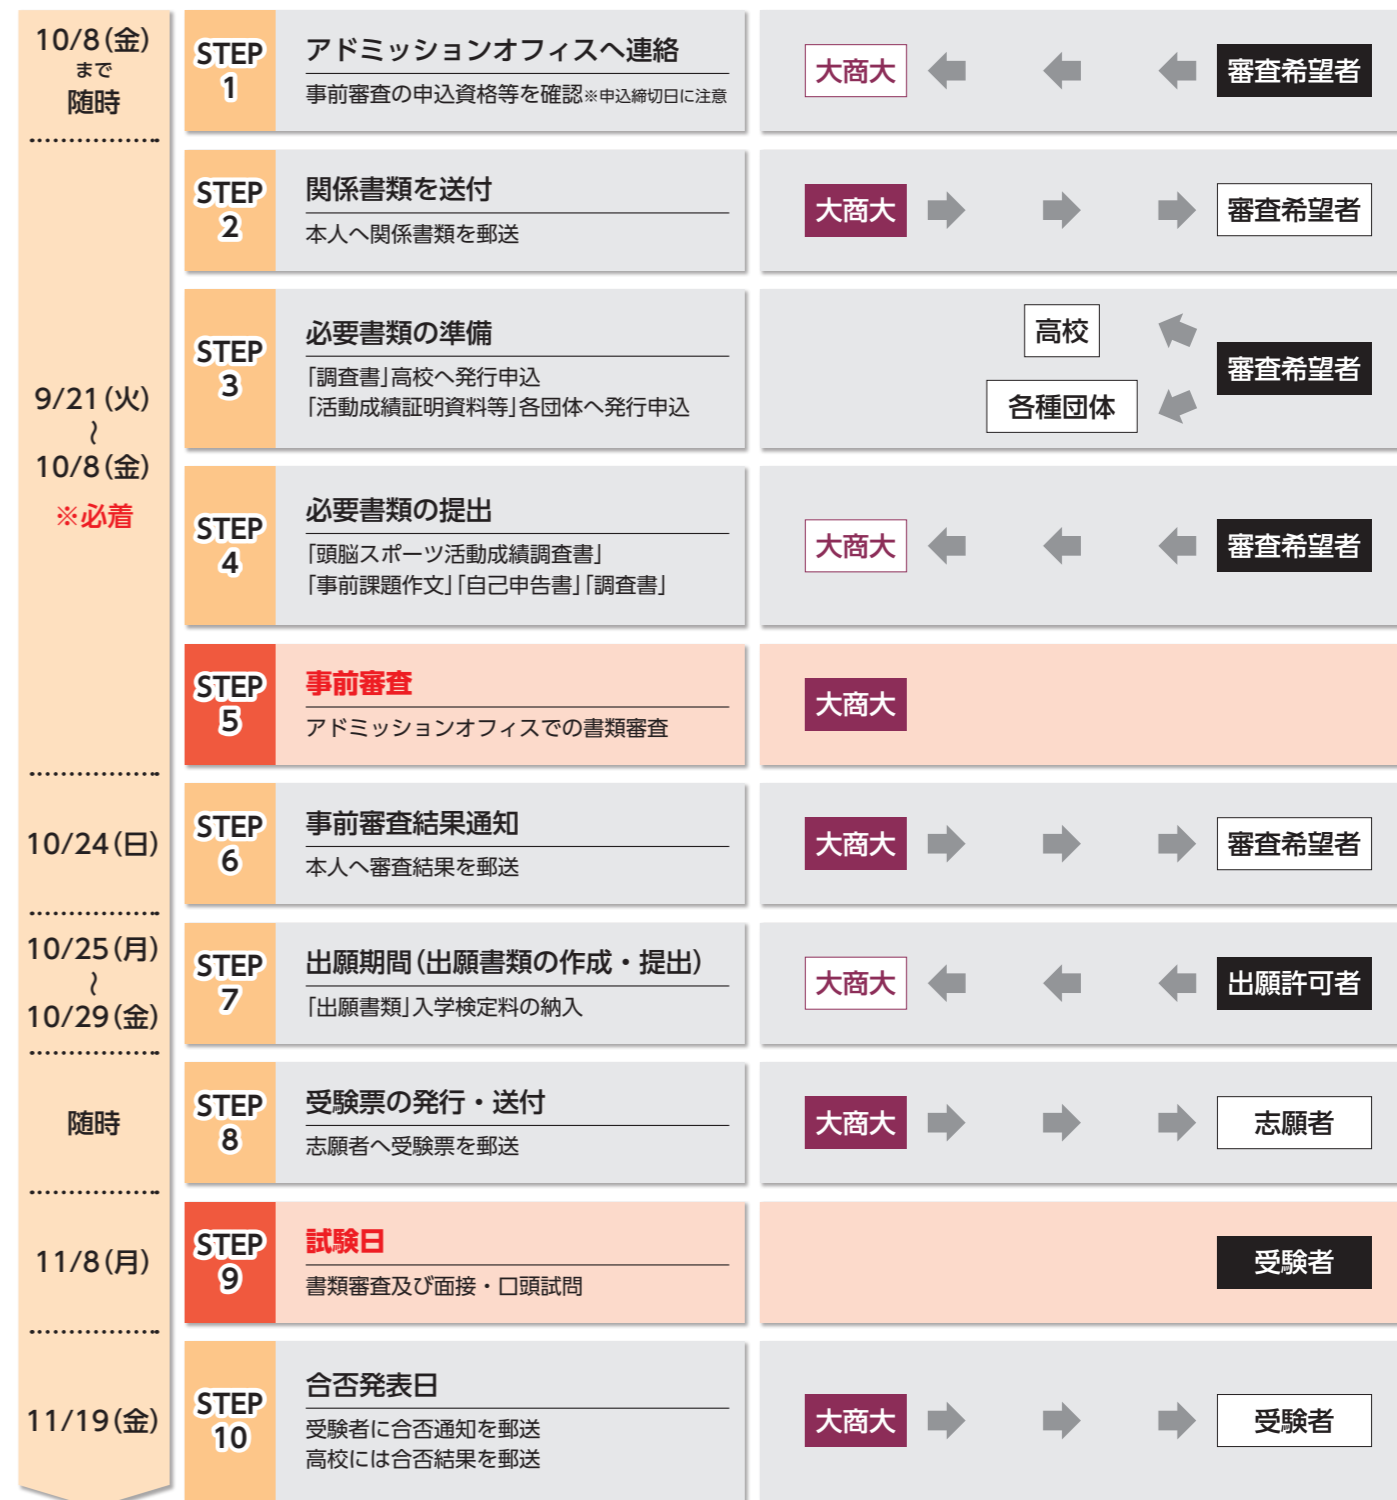 10/8(金)
まで
随時
STEP
1
アドミッションオフィスへ連絡
事前審査の申込資格等を確認※申込締切日に注意
大商大
審査希望者
9/21(火)
～
10/8(金)
※必着
STEP
2
関係書類を送付
本人へ関係書類を郵送
大商大
審査希望者
STEP
3
必要書類の準備
「調査書」高校へ発行申込
「活動成績証明資料等」各団体へ発行申込
高校
各種団体
審査希望者
STEP
4
必要書類の提出
「頭脳スポーツ活動成績調査書」
「事前課題作文」「自己申告書」「調査書」
大商大
審査希望者
STEP
5
事前審査
アドミッションオフィスでの書類審査
大商大
10/24(日)
STEP
6
事前審査結果通知
本人へ審査結果を郵送
大商大
審査希望者
10/25(月)
～
10/29(金)
STEP
7
出願期間(出願書類の作成・提出)
「出願書類」入学検定料の納入
大商大
出願許可者
随時
STEP
8
受験票の発行・送付
志願者へ受験票を郵送
大商大
志願者
11/8(月)
STEP
9
試験日
書類審査及び面接・口頭試問
受験者
11/19(金)
STEP
10
合否発表日
受験者に合否通知を郵送
高校には合否結果を郵送
大商大
受験者